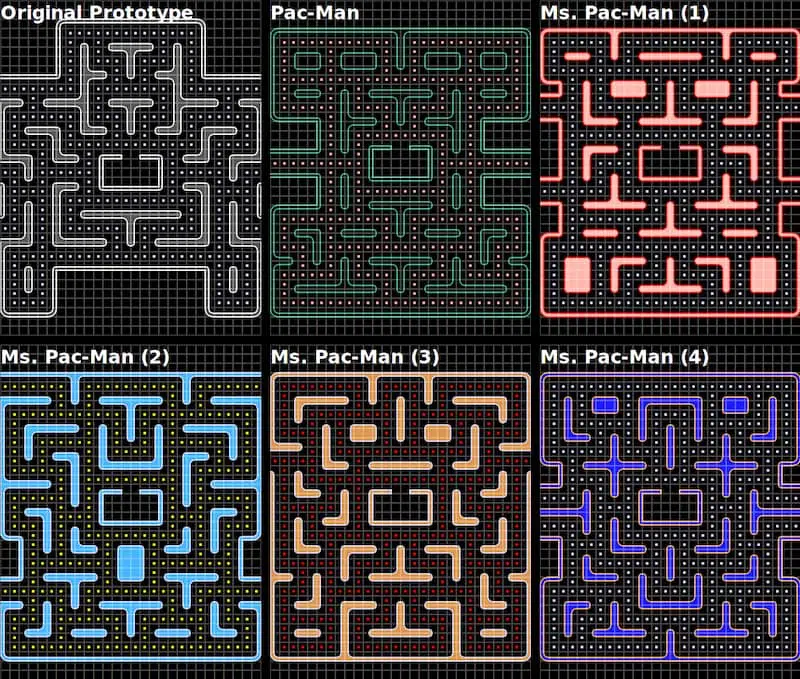 Original Prototype
Pac-Man
Ms. Pac-Man (1)
Ms. Pac-Man (2)
Ms. Pac-Man (3)
Ms. Pac-Man (4)